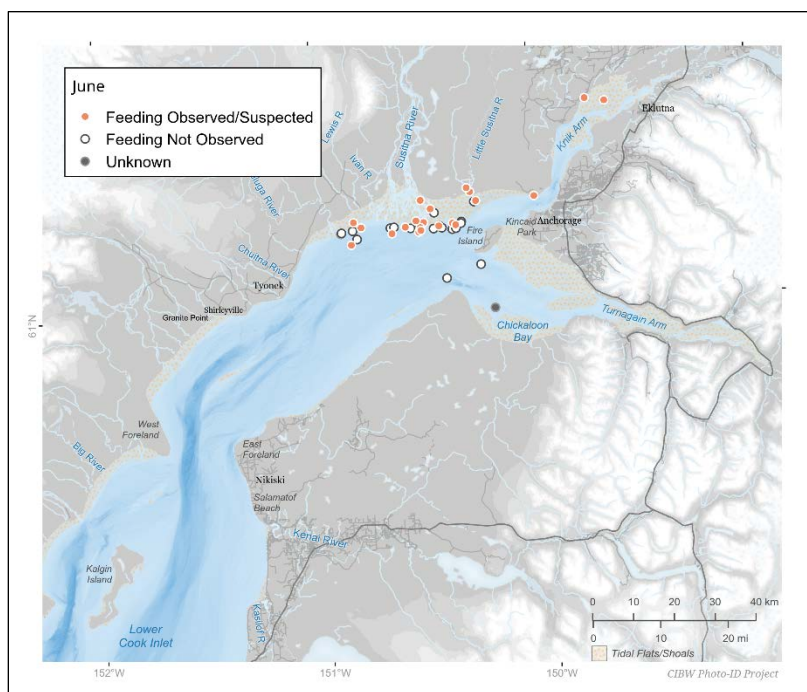 June
Feeding Observed/Suspected
Feeding Not Observed
Unknown
Lewis R.
Susitna River
Little Susitna R
Ivan R.
Knik Arm
Eklutna
Kincaid
Park
Anchorage
Fire
Island
Chuitna River
Tyonek
Shirleyville
Granite Point
61°N
Chickaloon
Bay
Turnagain Arm
West
Foreland
Big River
East
Foreland
Nikiski
Salamatof
Beach
Kenai River
Kalgin
Island
Kasilof R
Lower
Cook Inlet
0 10 20 30 40 km
0 10 20 mi
Tidal Flats/Shoals
CIBW Photo-ID Project
152°W
151°W
150°W